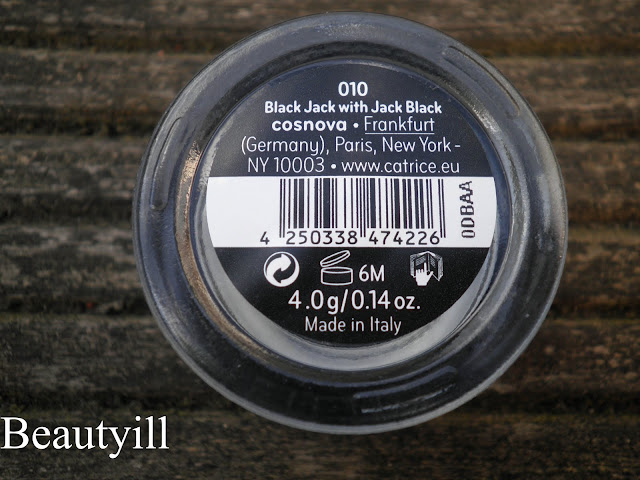 010
Black Jack with Jack Black
cosnova • Frankfurt
(Germany), Paris, New York -
NY 10003 • www.catrice.eu
4 250338 474226
0DBAA
6M
4.0g/0.14 oz.
Made in Italy
Beautyill